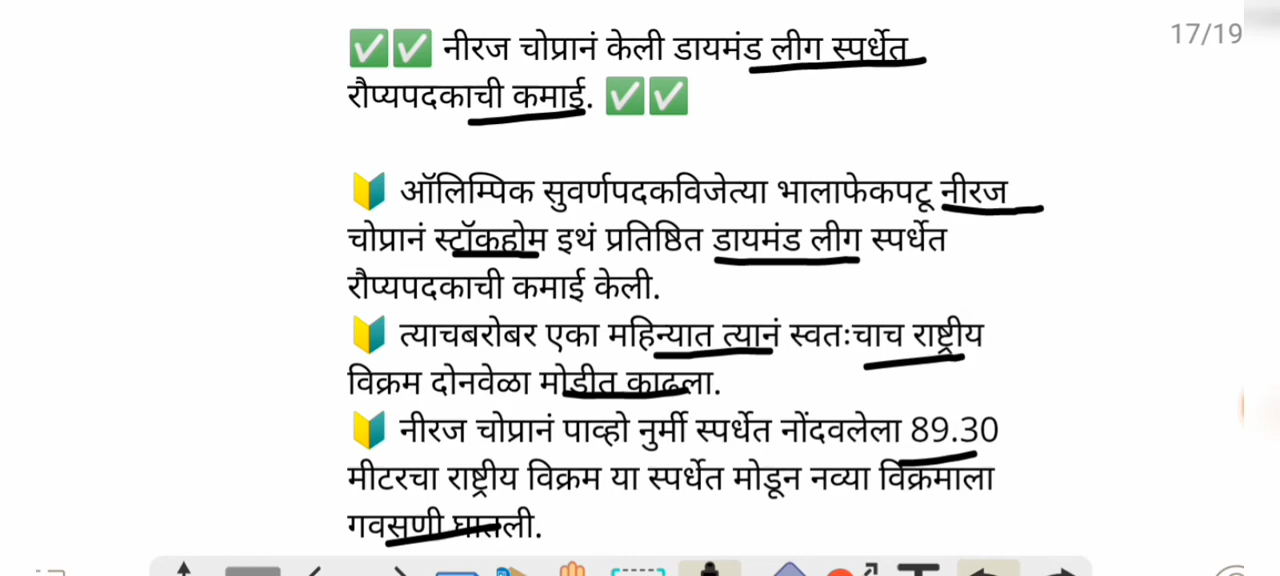 17/19
✅✅ नीरज चोप्रानं केली डायमंड लीग स्पर्धेत
रौप्यपदकाची कमाई. ✅✅
🔰 ऑलिम्पिक सुवर्णपदकविजेत्या भालाफेकपटू नीरज
चोप्रानं स्टॉकहोम इथं प्रतिष्ठित डायमंड लीग स्पर्धेत
रौप्यपदकाची कमाई केली.
🔰 त्याचबरोबर एका महिन्यात त्यानं स्वतःचाच राष्ट्रीय
विक्रम दोनवेळा मोडीत काढला.
🔰 नीरज चोप्रानं पाव्हो नुर्मी स्पर्धेत नोंदवलेला 89.30
मीटरचा राष्ट्रीय विक्रम या स्पर्धेत मोडून नव्या विक्रमाला
गवसणी घातली.